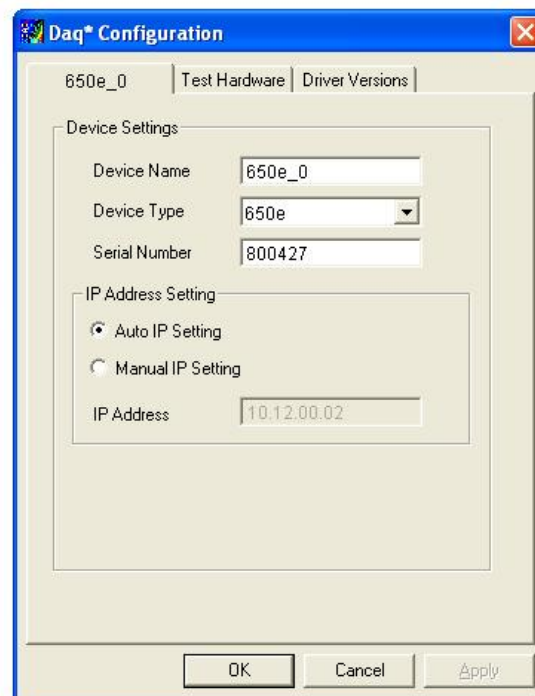 Daq* Configuration
650e_0 Test Hardware Driver Versions
Device Settings
Device Name 650e_0
Device Type 650e
Serial Number 800427
IP Address Setting
Auto IP Setting
Manual IP Setting
IP Address 10.12.00.02
OK Cancel Apply